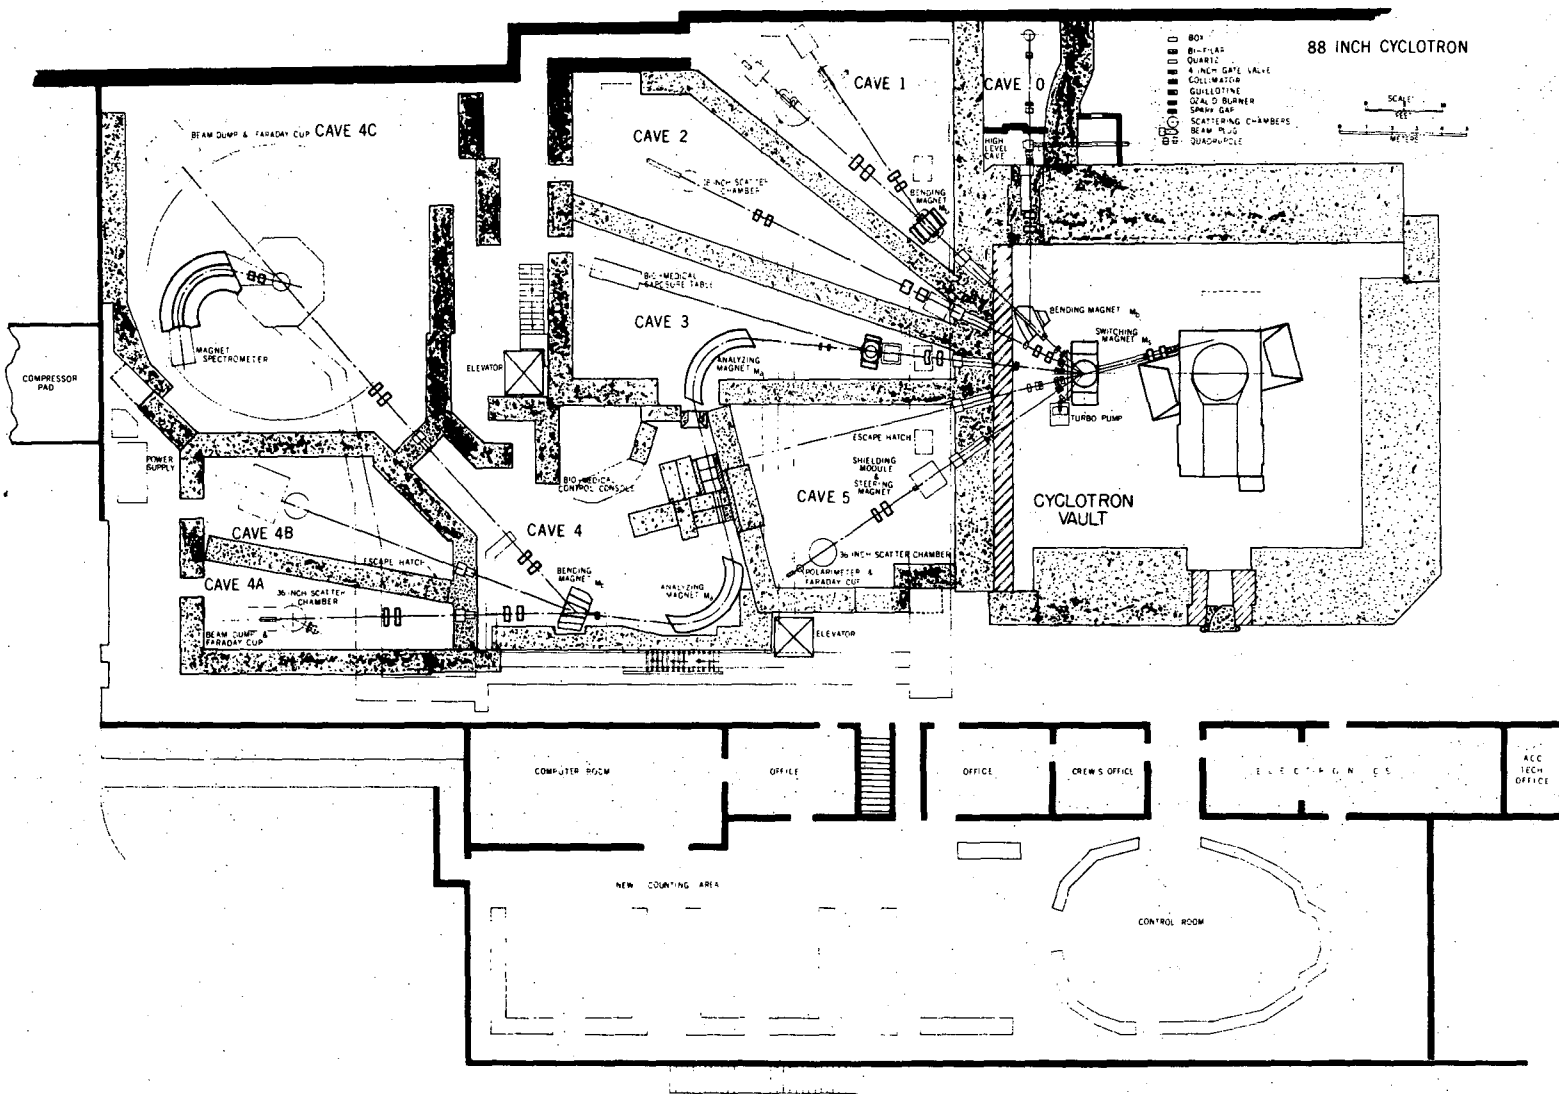 88 INCH CYCLOTRON
BOX
QUARTZ
4 INCH GATE VALVE
COLLIMATOR
GUILLOTINE
SPARK GAP
SCATTERING CHAMBERS
BEAM PLUG
QUADRUPOLE
SCALE
FEET
METERS
CAVE 0
HIGH
LEVEL
CAVE
CAVE 1
BENDING
MAGNET
CAVE 2
SCATTER
CHAMBER
BEAM DUMP & FARADAY CUP
CAVE 4C
MAGNET
SPECTROMETER
COMPRESSOR
PAD
BIO-MEDICAL
EXPOSURE TABLE
CAVE 3
ELEVATOR
ANALYZING
MAGNET
BENDING MAGNET
SWITCHING
MAGNET
TURBO PUMP
POWER
SUPPLY
BIO-MEDICAL
CONTROL CONSOLE
ESCAPE HATCH
SHIELDING
MODULE
&
STEERING
MAGNET
CAVE 5
CYCLOTRON
VAULT
CAVE 4B
CAVE 4
ESCAPE HATCH
BENDING
MAGNET
ANALYZING
MAGNET
36 INCH SCATTER CHAMBER
POLARIMETER &
FARADAY CUP
CAVE 4A
36 INCH SCATTER
CHAMBER
BEAM DUMP &
FARADAY CUP
ELEVATOR
COMPUTER ROOM
OFFICE
OFFICE
CREW'S OFFICE
ELECTRONICS
ACC
TECH
OFFICE
NEW COUNTING AREA
CONTROL ROOM